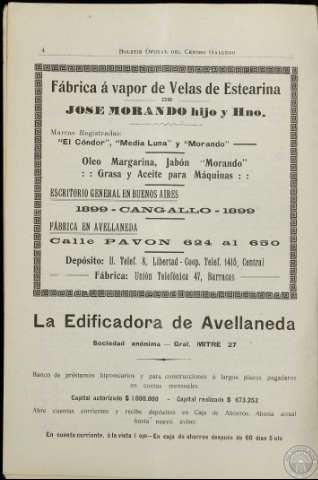 4
BOLETIN OFICIAL DEL CENTRO GALLEGO
Fábrica á vapor de Velas de Estearina
DE
JOSE MORANDO hijo y Hno.
Marcas Registradas:
"El Cóndor", "Media Luna" y "Morando"
Oleo Margarina, Jabón "Morando"
: : Grasa y Aceite para Máquinas : :
ESCRITORIO GENERAL EN BUENOS AIRES
1899 - CANGALLO - 1899
FÁBRICA EN AVELLANEDA
Calle PAVON 624 al 650
Depósito: U. Telef. 8, Libertad - Coop. Telef. 1415, Central
Fábrica: Unión Telefónica 47, Barracas
La Edificadora de Avellaneda
Sociedad anónima — Gral. MITRE 27
Banco de préstamos hipotecarios y para construcciones á largos plazos pagaderos
en cuotas mensuales.
Capital autorizado $ 1.000.000 - Capital realizado $ 673.252
Abre cuentas corrientes y recibe depósitos en Caja de Ahorros. Abona anual
hasta nuevo aviso:
En cuenta corriente, á la vista 1 o/o — En caja de ahorros después de 60 días 5 o/o